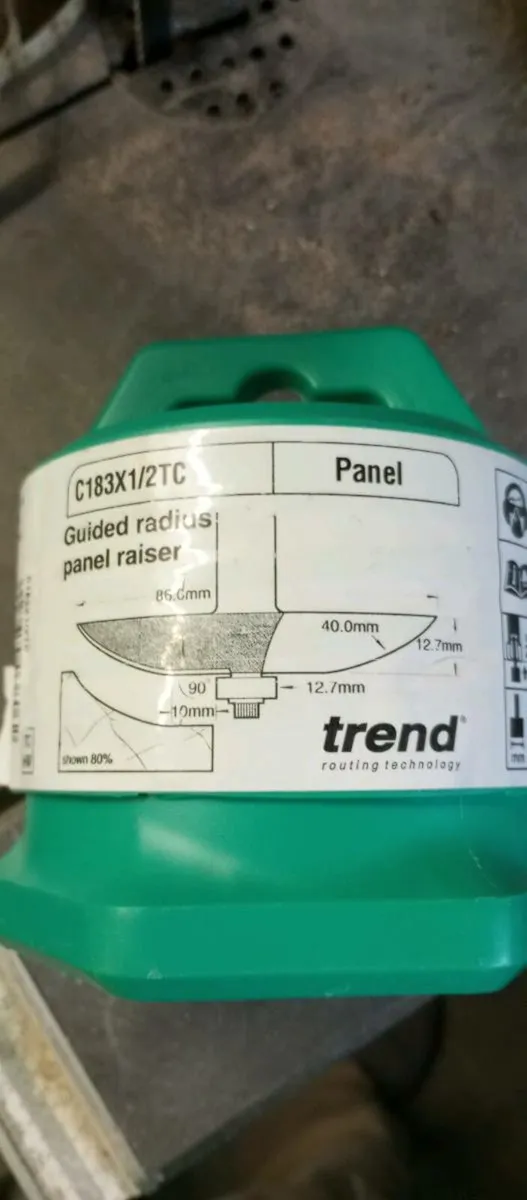 C183X1/2TC
Panel
Guided radius
panel raiser
86.0mm
40.0mm
12.7mm
90
12.7mm
10mm
shown 80%
trend®
routing technology
mm